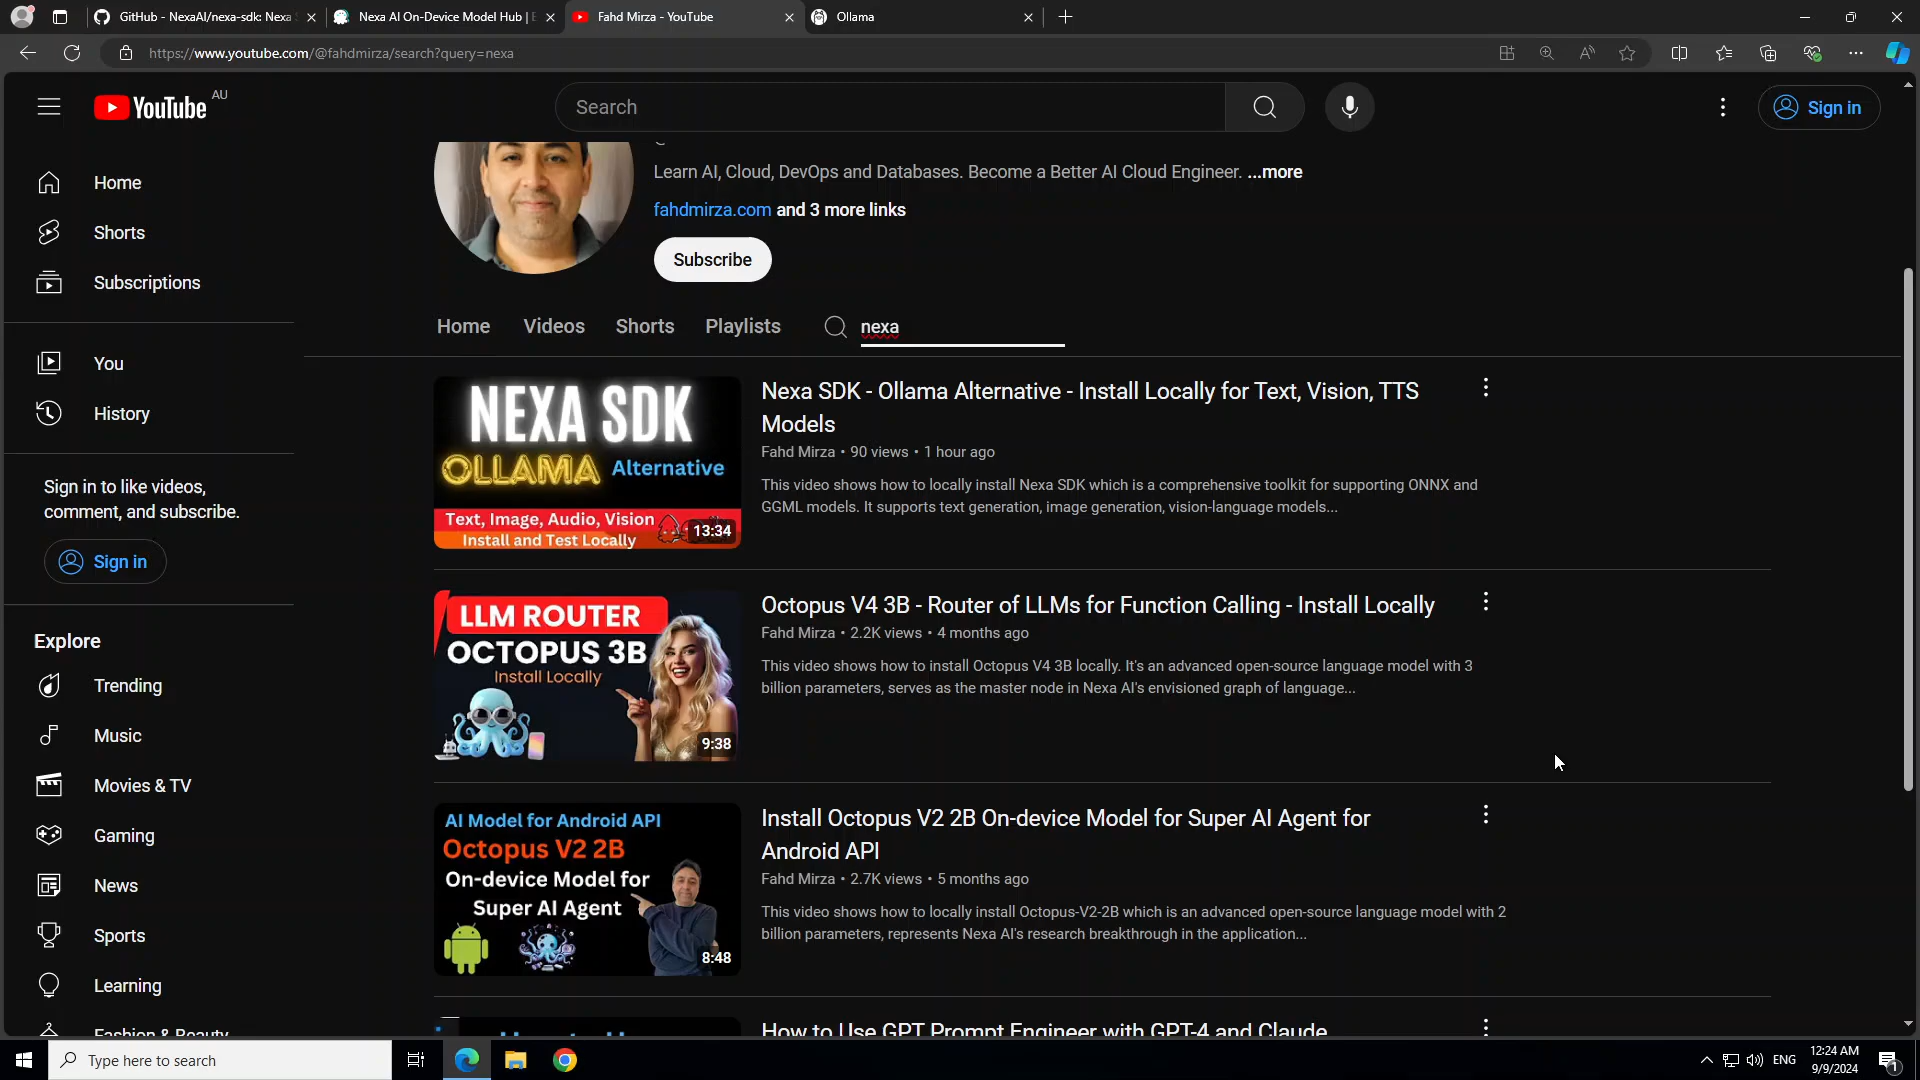 GitHub - NexaAI/nexa-sdk: Nexa
Nexa AI On-Device Model Hub |
Fahd Mirza - YouTube
Ollama
https://www.youtube.com/@fahdmirza/search?query=nexa
YouTube AU
Search
Sign in
Learn AI, Cloud, DevOps and Databases. Become a Better AI Cloud Engineer. ...more
fahdmirza.com and 3 more links
Subscribe
Home
Shorts
Subscriptions
You
History
Sign in to like videos,
comment, and subscribe.
Sign in
Explore
Trending
Music
Movies & TV
Gaming
News
Sports
Learning
Fashion & Beauty
Home Videos Shorts Playlists nexa
NEXA SDK
OLLAMA Alternative
Text, Image, Audio, Vision
Install and Test Locally
13:34
Nexa SDK - Ollama Alternative - Install Locally for Text, Vision, TTS
Models
Fahd Mirza • 90 views • 1 hour ago
This video shows how to locally install Nexa SDK which is a comprehensive toolkit for supporting ONNX and
GGML models. It supports text generation, image generation, vision-language models...
LLM ROUTER
OCTOPUS 3B
Install Locally
9:38
Octopus V4 3B - Router of LLMs for Function Calling - Install Locally
Fahd Mirza • 2.2K views • 4 months ago
This video shows how to install Octopus V4 3B locally. It's an advanced open-source language model with 3
billion parameters, serves as the master node in Nexa AI's envisioned graph of language...
AI Model for Android API
Octopus V2 2B
On-device Model for
Super AI Agent
8:48
Install Octopus V2 2B On-device Model for Super AI Agent for
Android API
Fahd Mirza • 2.7K views • 5 months ago
This video shows how to locally install Octopus-V2-2B which is an advanced open-source language model with 2
billion parameters, represents Nexa AI's research breakthrough in the application...
How to Use GPT Prompt Engineer with GPT-4 and Claude
Type here to search
ENG
12:24 AM
9/9/2024
1